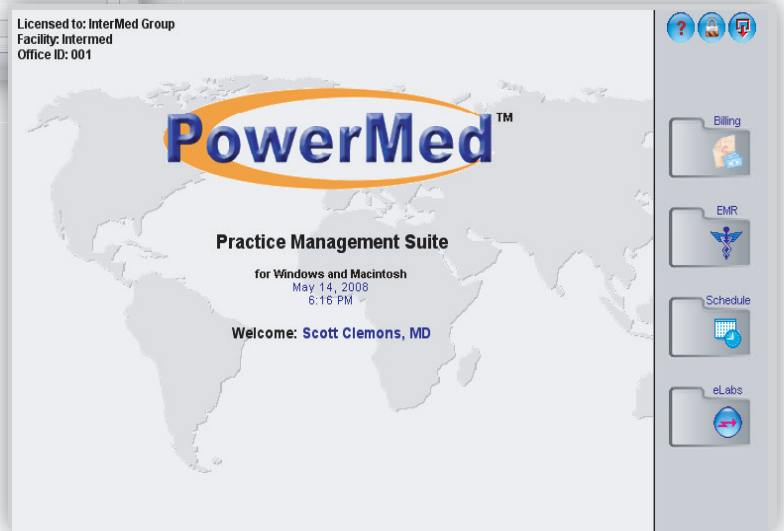 Licensed to: InterMed Group
Facility: Intermed
Office ID: 001
?
PowerMed™
Practice Management Suite
for Windows and Macintosh
May 14, 2008
6:16 PM
Welcome: Scott Clemons, MD
Billing
EMR
Schedule
eLabs